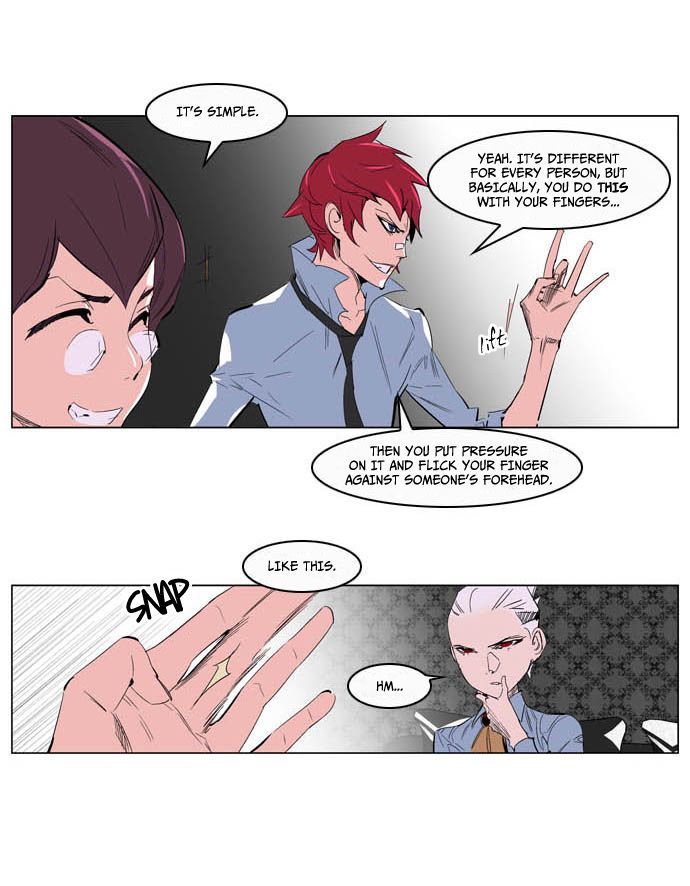 IT'S SIMPLE.
YEAH. IT'S DIFFERENT
FOR EVERY PERSON, BUT
BASICALLY, YOU DO THIS
WITH YOUR FINGERS...
lift
THEN YOU PUT PRESSURE
ON IT AND FLICK YOUR FINGER
AGAINST SOMEONE'S FOREHEAD.
LIKE THIS.
SNAP
HM...